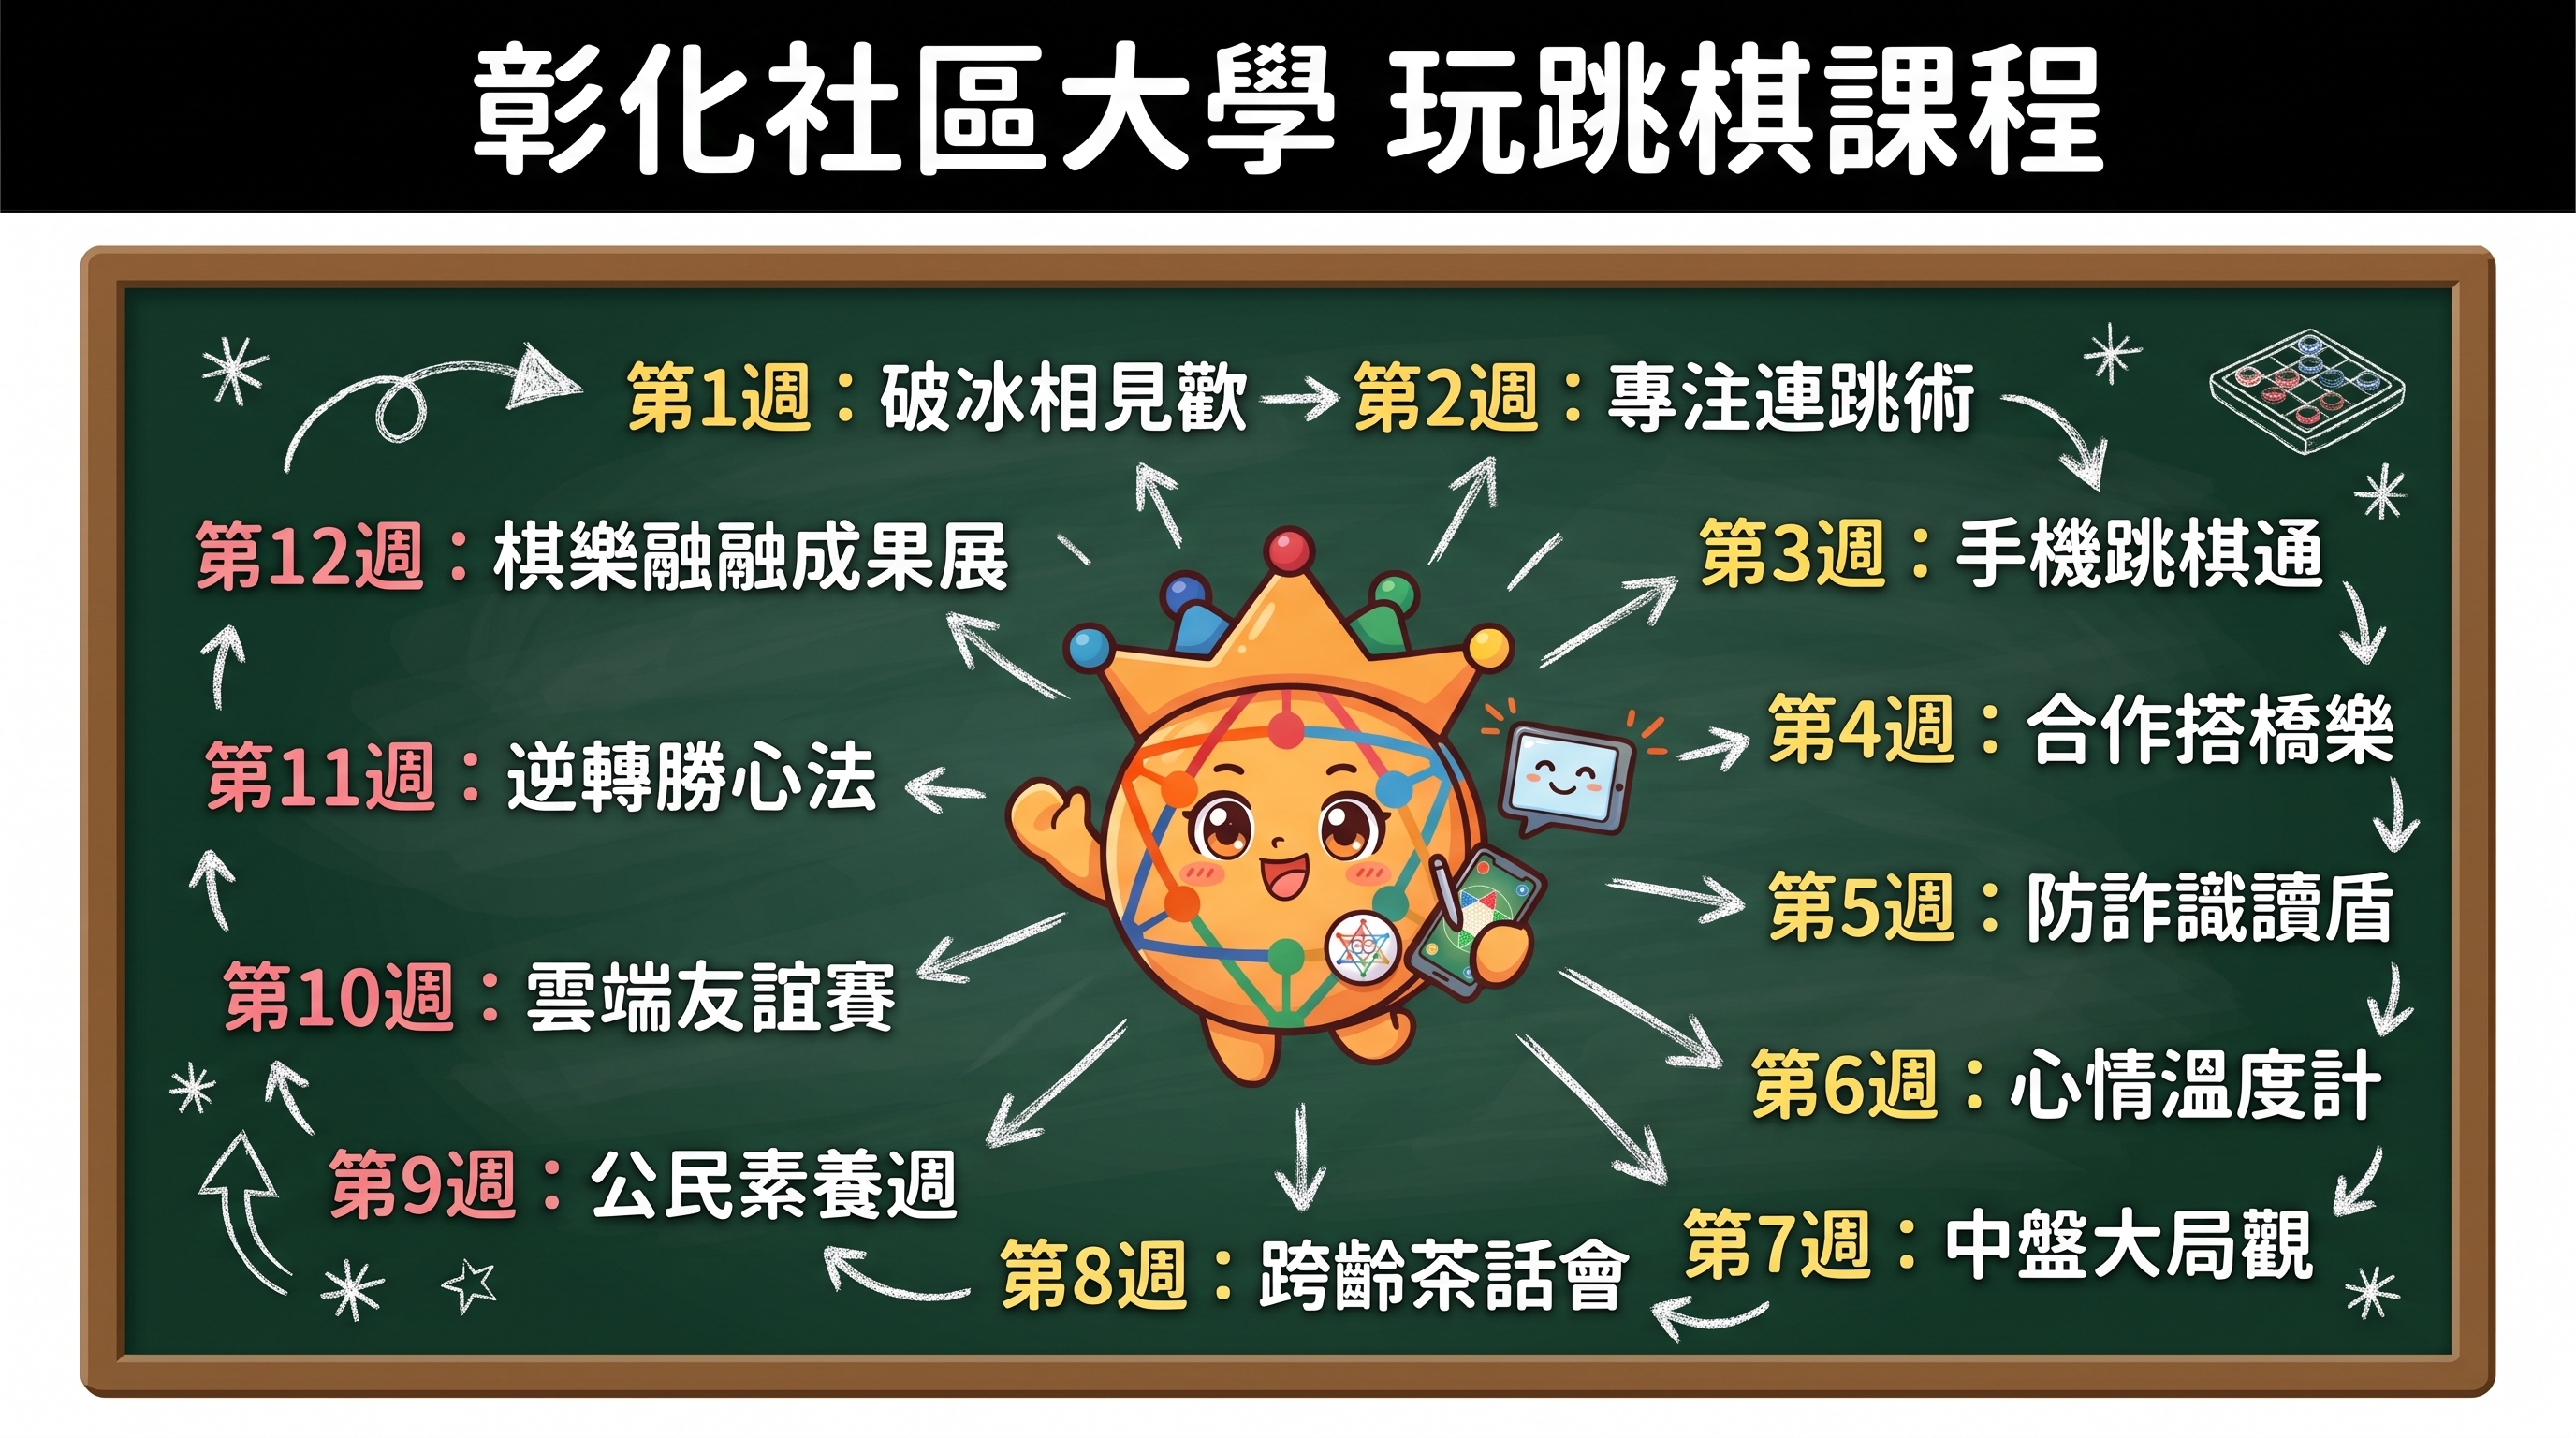 彰化社區大學 玩跳棋課程
第1週：破冰相見歡
第2週：專注連跳術
第3週：手機跳棋通
第4週：合作搭橋樂
第5週：防詐識讀盾
第6週：心情溫度計
第7週：中盤大局觀
第8週：跨齡茶話會
第9週：公民素養週
第10週：雲端友誼賽
第11週：逆轉勝心法
第12週：棋樂融融成果展